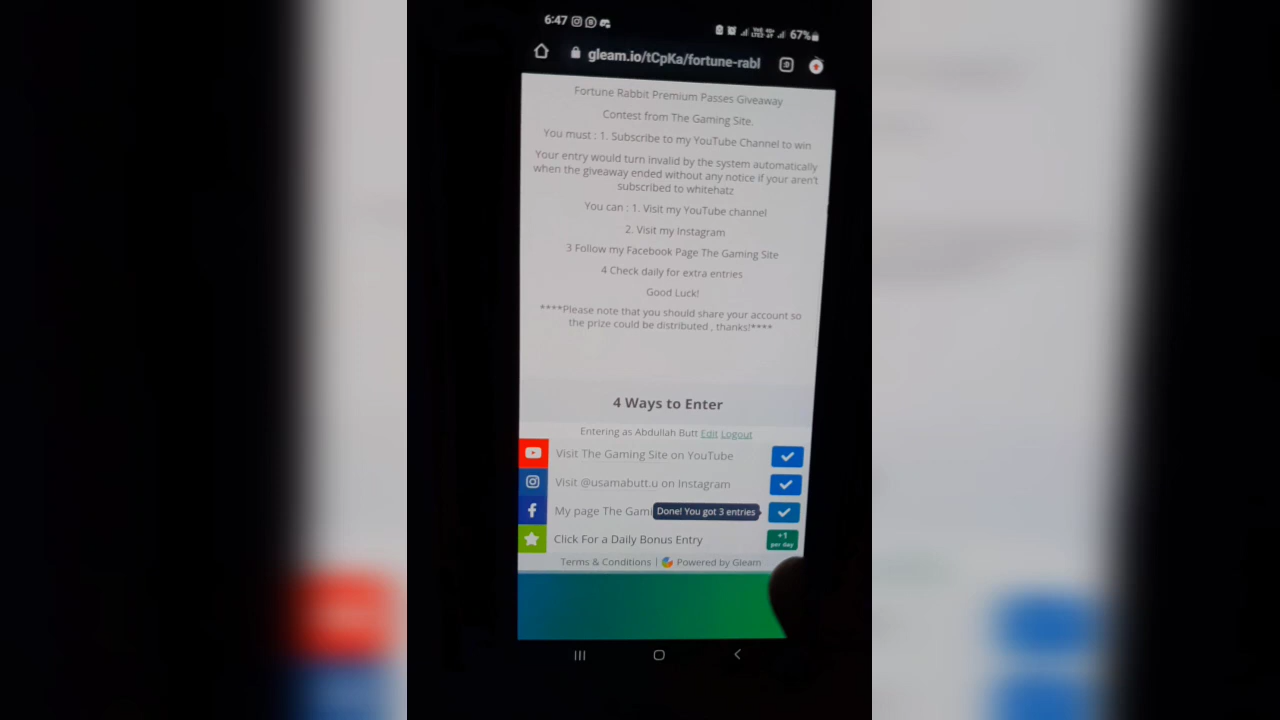 6:47
67%
gleam.io/tCpKa/fortune-rabl
Fortune Rabbit Premium Passes Giveaway
Contest from The Gaming Site.
You must : 1. Subscribe to my YouTube Channel to win
Your entry would turn invalid by the system automatically
when the giveaway ended without any notice if your aren't
subscribed to whitehatz
You can : 1. Visit my YouTube channel
2. Visit my Instagram
3 Follow my Facebook Page The Gaming Site
4 Check daily for extra entries
Good Luck!
****Please note that you should share your account so
the prize could be distributed , thanks!****
4 Ways to Enter
Entering as Abdullah Butt Edit Logout
Visit The Gaming Site on YouTube
Visit @usamabutt.u on Instagram
My page The Gami Done! You got 3 entries
Click For a Daily Bonus Entry +1
per day
Terms & Conditions | Powered by Gleam